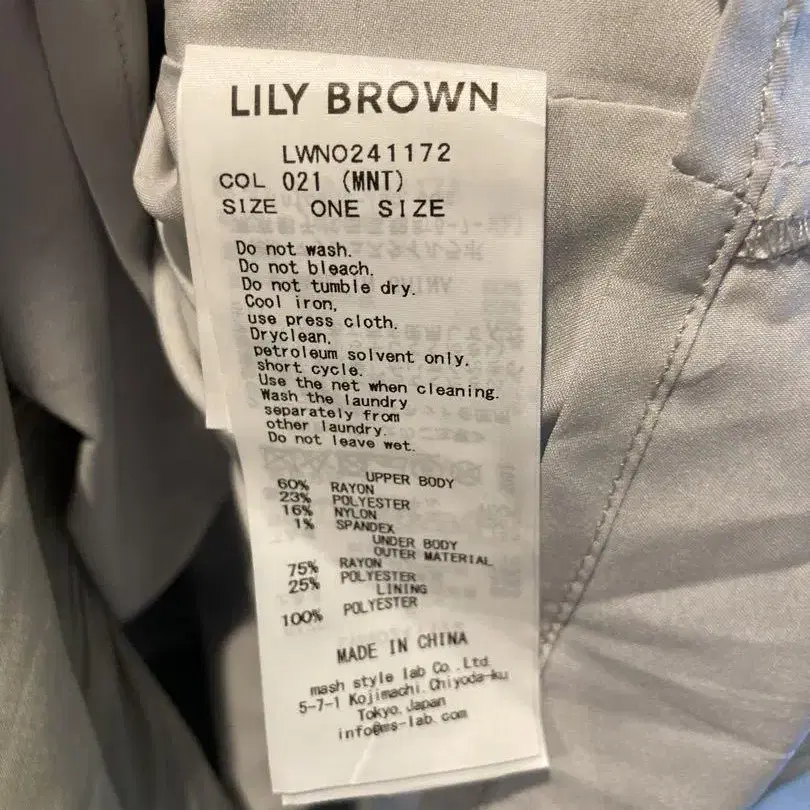 LILY BROWN
LWNO241172
COL 021 (MNT)
SIZE ONE SIZE
Do not wash.
Do not bleach.
Do not tumble dry.
Cool iron,
use press cloth.
Dryclean,
petroleum solvent only,
short cycle.
Use the net when cleaning.
Wash the laundry
separately from
other laundry.
Do not leave wet.
UPPER BODY
60% RAYON
23% POLYESTER
16% NYLON
1% SPANDEX
UNDER BODY
OUTER MATERIAL
75% RAYON
25% POLYESTER
LINING
100% POLYESTER
MADE IN CHINA
mash style lab Co.,Ltd.
5-7-1 Kojimachi,Chiyoda-ku
Tokyo,Japan
info@ms-lab.com